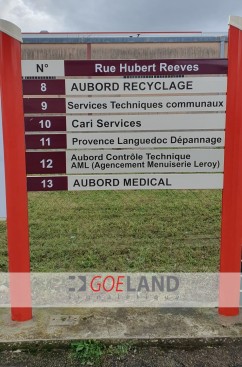 N° Rue Hubert Reeves
8 AUBORD RECYCLAGE
9 Services Techniques communaux
10 Cari Services
11 Provence Languedoc Dépannage
12 Aubord Contrôle Technique
AML (Agencement Menuiserie Leroy)
13 AUBORD MEDICAL
GOELAND